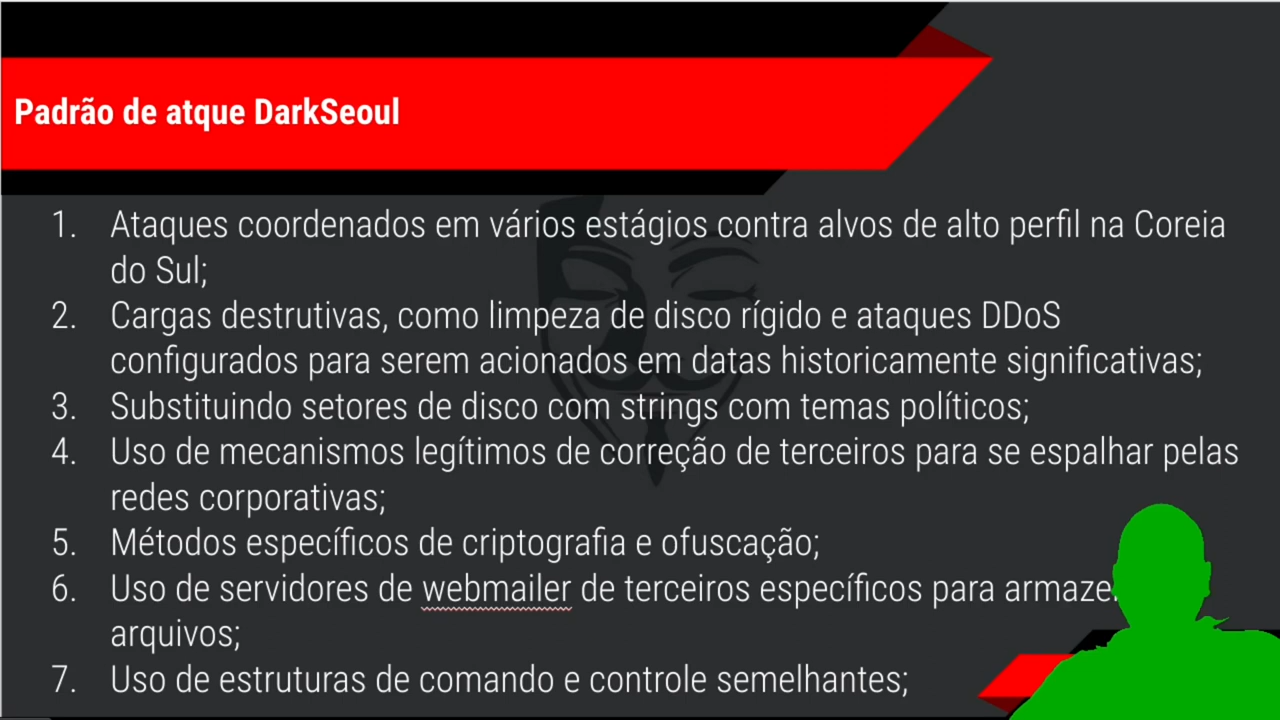 Padrão de atque DarkSeoul
1. Ataques coordenados em vários estágios contra alvos de alto perfil na Coreia
do Sul;
2. Cargas destrutivas, como limpeza de disco rígido e ataques DDoS
configurados para serem acionados em datas historicamente significativas;
3. Substituindo setores de disco com strings com temas políticos;
4. Uso de mecanismos legítimos de correção de terceiros para se espalhar pelas
redes corporativas;
5. Métodos específicos de criptografia e ofuscação;
6. Uso de servidores de webmailer de terceiros específicos para
arquivos;
7. Uso de estruturas de comando e controle semelhantes;